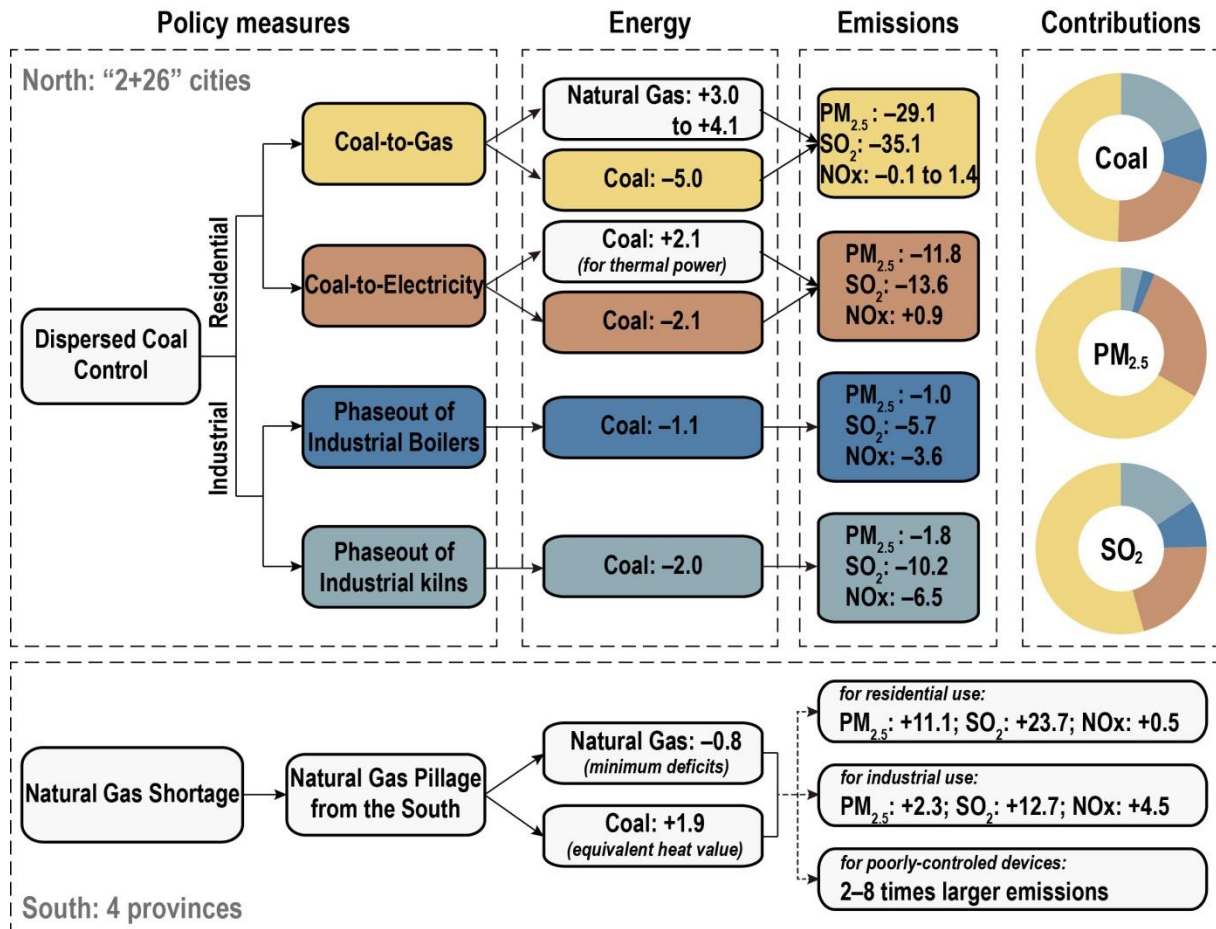 Policy measures
Energy
Emissions
Contributions
North: “2+26” cities
Dispersed Coal
Control
Residential
Industrial
Coal-to-Gas
Natural Gas: +3.0
to +4.1
Coal: –5.0
PM2.5: –29.1
SO2: –35.1
NOx: –0.1 to 1.4
Coal-to-Electricity
Coal: +2.1
(for thermal power)
Coal: –2.1
PM2.5: –11.8
SO2: –13.6
NOx: +0.9
Phaseout of
Industrial Boilers
Coal: –1.1
PM2.5: –1.0
SO2: –5.7
NOx: –3.6
Phaseout of
Industrial kilns
Coal: –2.0
PM2.5: –1.8
SO2: –10.2
NOx: –6.5
Coal
PM2.5
SO2
Natural Gas Shortage
Natural Gas Pillage
from the South
Natural Gas: –0.8
(minimum deficits)
Coal: +1.9
(equivalent heat value)
for residential use:
PM2.5: +11.1; SO2: +23.7; NOx: +0.5
for industrial use:
PM2.5: +2.3; SO2: +12.7; NOx: +4.5
for poorly-controled devices:
2–8 times larger emissions
South: 4 provinces